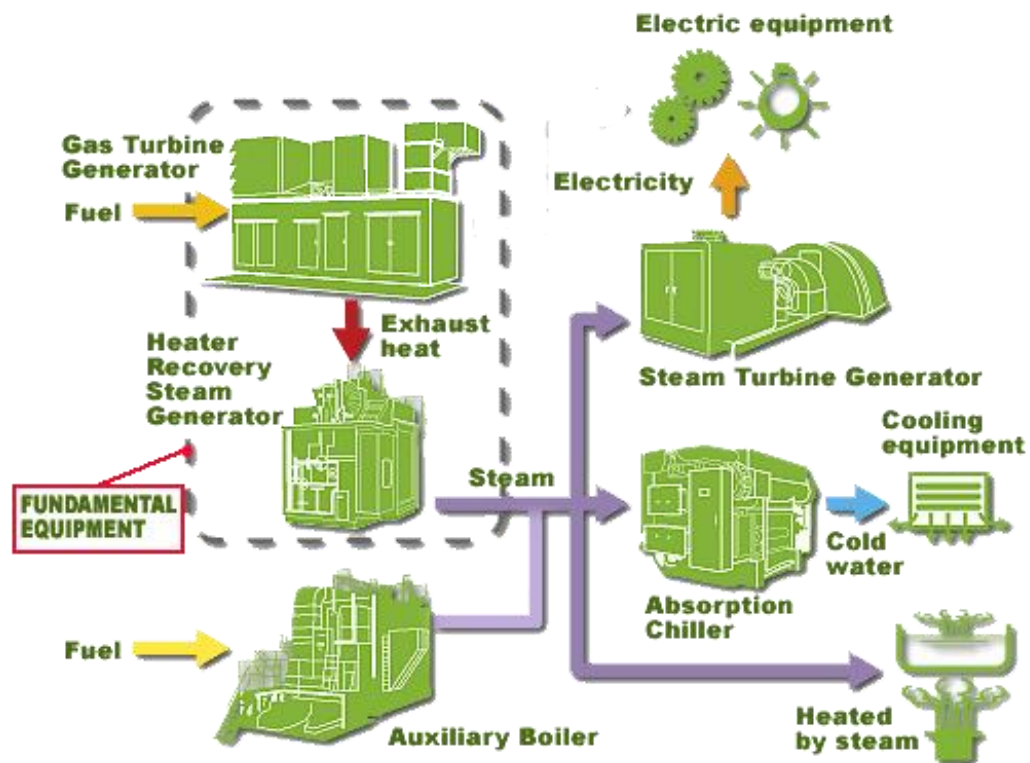 Electric equipment
Gas Turbine
Generator
Fuel
Electricity
Exhaust
heat
Heater
Recovery
Steam
Generator
Steam Turbine Generator
Cooling
equipment
Steam
FUNDAMENTAL
EQUIPMENT
Cold
water
Absorption
Chiller
Fuel
Auxiliary Boiler
Heated
by steam